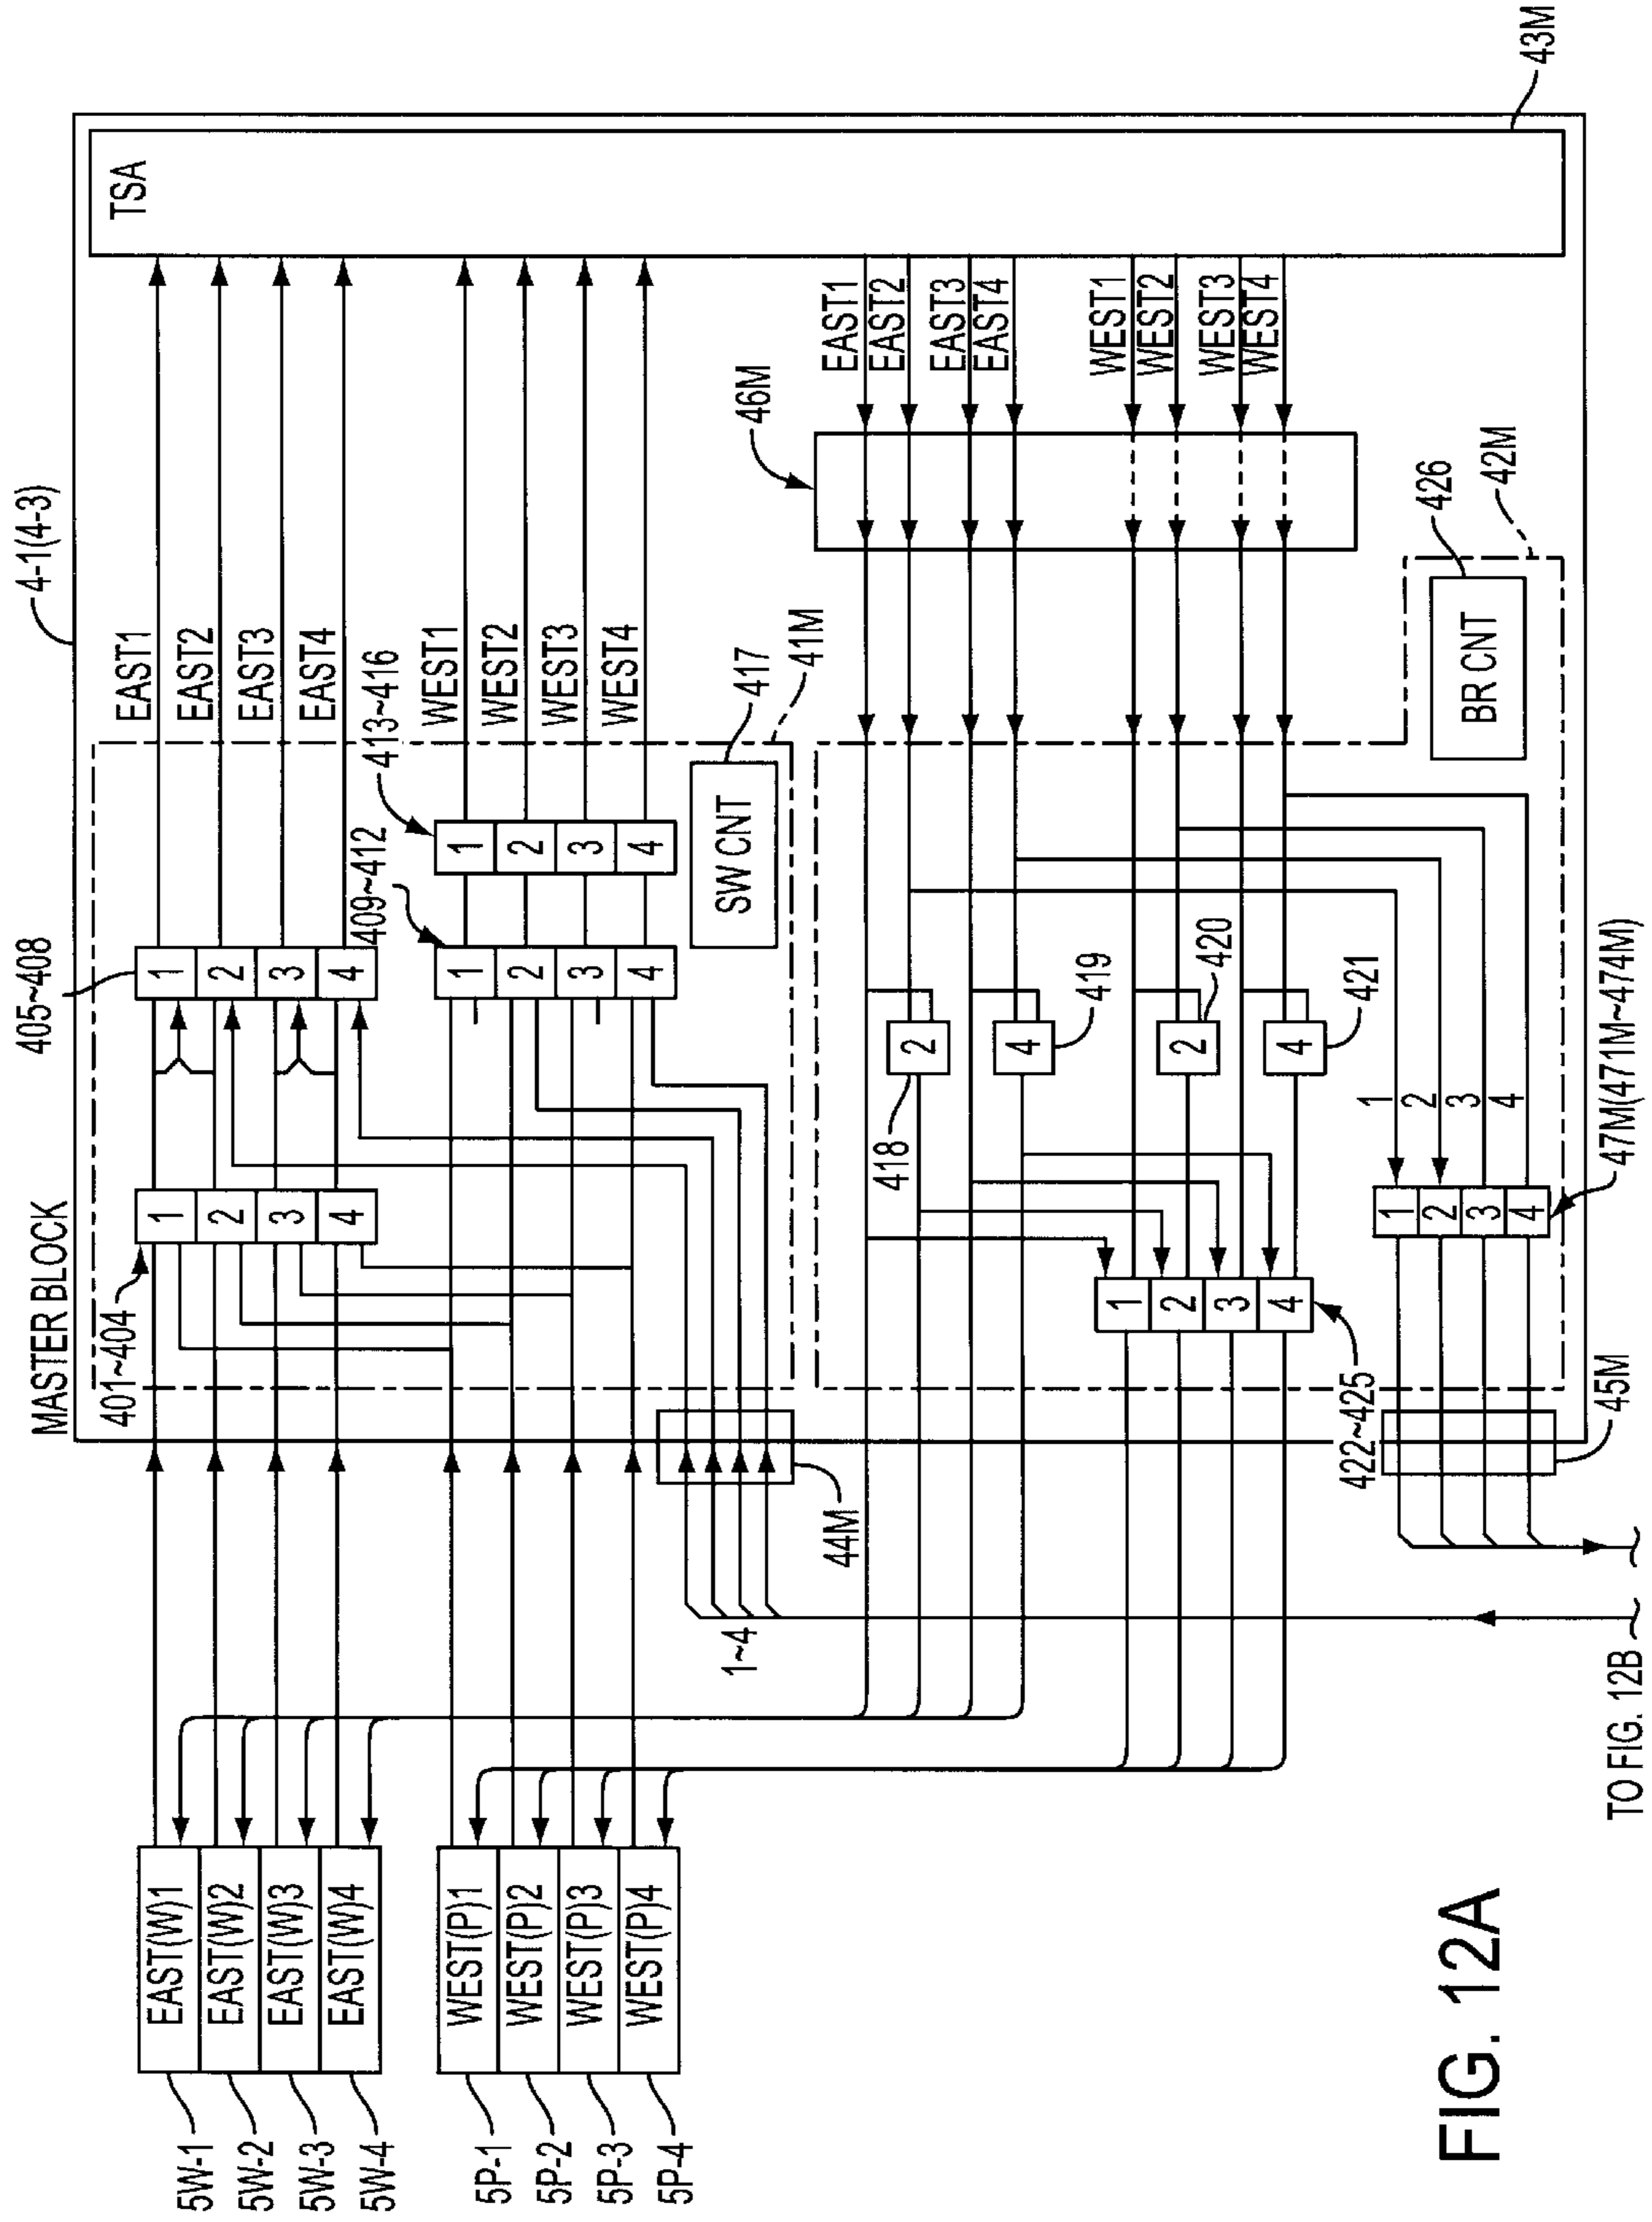 4-1(4-3)
MASTER BLOCK
TSA
43M
405~408
401~404
1
2
3
4
1
2
3
4
EAST1
EAST2
EAST3
EAST4
409~412
413~416
1
2
3
4
1
2
3
4
WEST1
WEST2
WEST3
WEST4
SW CNT
417
41M
5W-1
5W-2
5W-3
5W-4
EAST(W)1
EAST(W)2
EAST(W)3
EAST(W)4
5P-1
5P-2
5P-3
5P-4
WEST(P)1
WEST(P)2
WEST(P)3
WEST(P)4
44M
1~4
46M
EAST1
EAST2
EAST3
EAST4
WEST1
WEST2
WEST3
WEST4
418
2
4
419
2
420
4
421
1
2
3
4
422~425
BR CNT
426
42M
1
2
3
4
1
2
3
4
47M(471M~474M)
45M
TO FIG. 12B
FIG. 12A